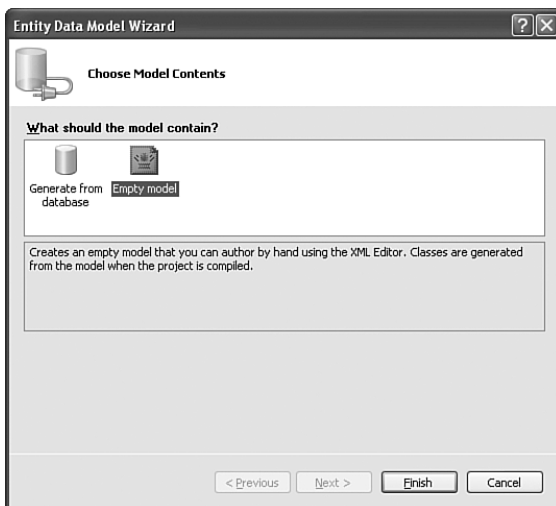 Entity Data Model Wizard
Choose Model Contents
What should the model contain?
Generate from
database
Empty model
Creates an empty model that you can author by hand using the XML Editor. Classes are generated
from the model when the project is compiled.
< Previous
Next >
Finish
Cancel